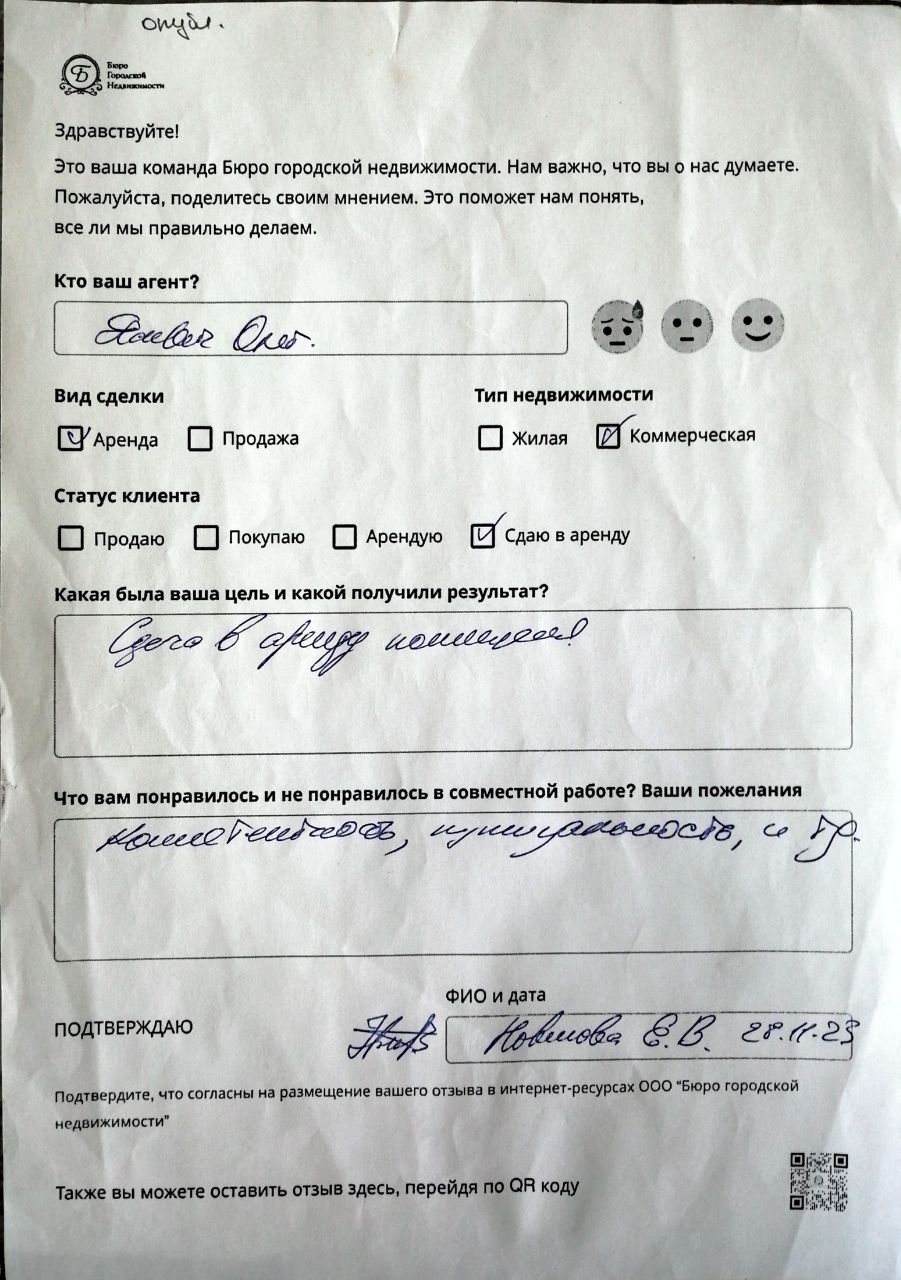 опубл.
Б
Бюро
Городской
Недвижимости
Здравствуйте!
Это ваша команда Бюро городской недвижимости. Нам важно, что вы о нас думаете.
Пожалуйста, поделитесь своим мнением. Это поможет нам понять,
все ли мы правильно делаем.
Кто ваш агент?
Олег.
Вид сделки Тип недвижимости
Аренда Продажа Жилая Коммерческая
Статус клиента
Продаю Покупаю Арендую Сдаю в аренду
Какая была ваша цель и какой получили результат?
Сдача в аренду помещения
Что вам понравилось и не понравилось в совместной работе? Ваши пожелания
Компетентность, пунктуальность, и
ФИО и дата
ПОДТВЕРЖДАЮ Е.В. 28.11.23
Подтвердите, что согласны на размещение вашего отзыва в интернет-ресурсах ООО "Бюро городской
недвижимости"
Также вы можете оставить отзыв здесь, перейдя по QR коду